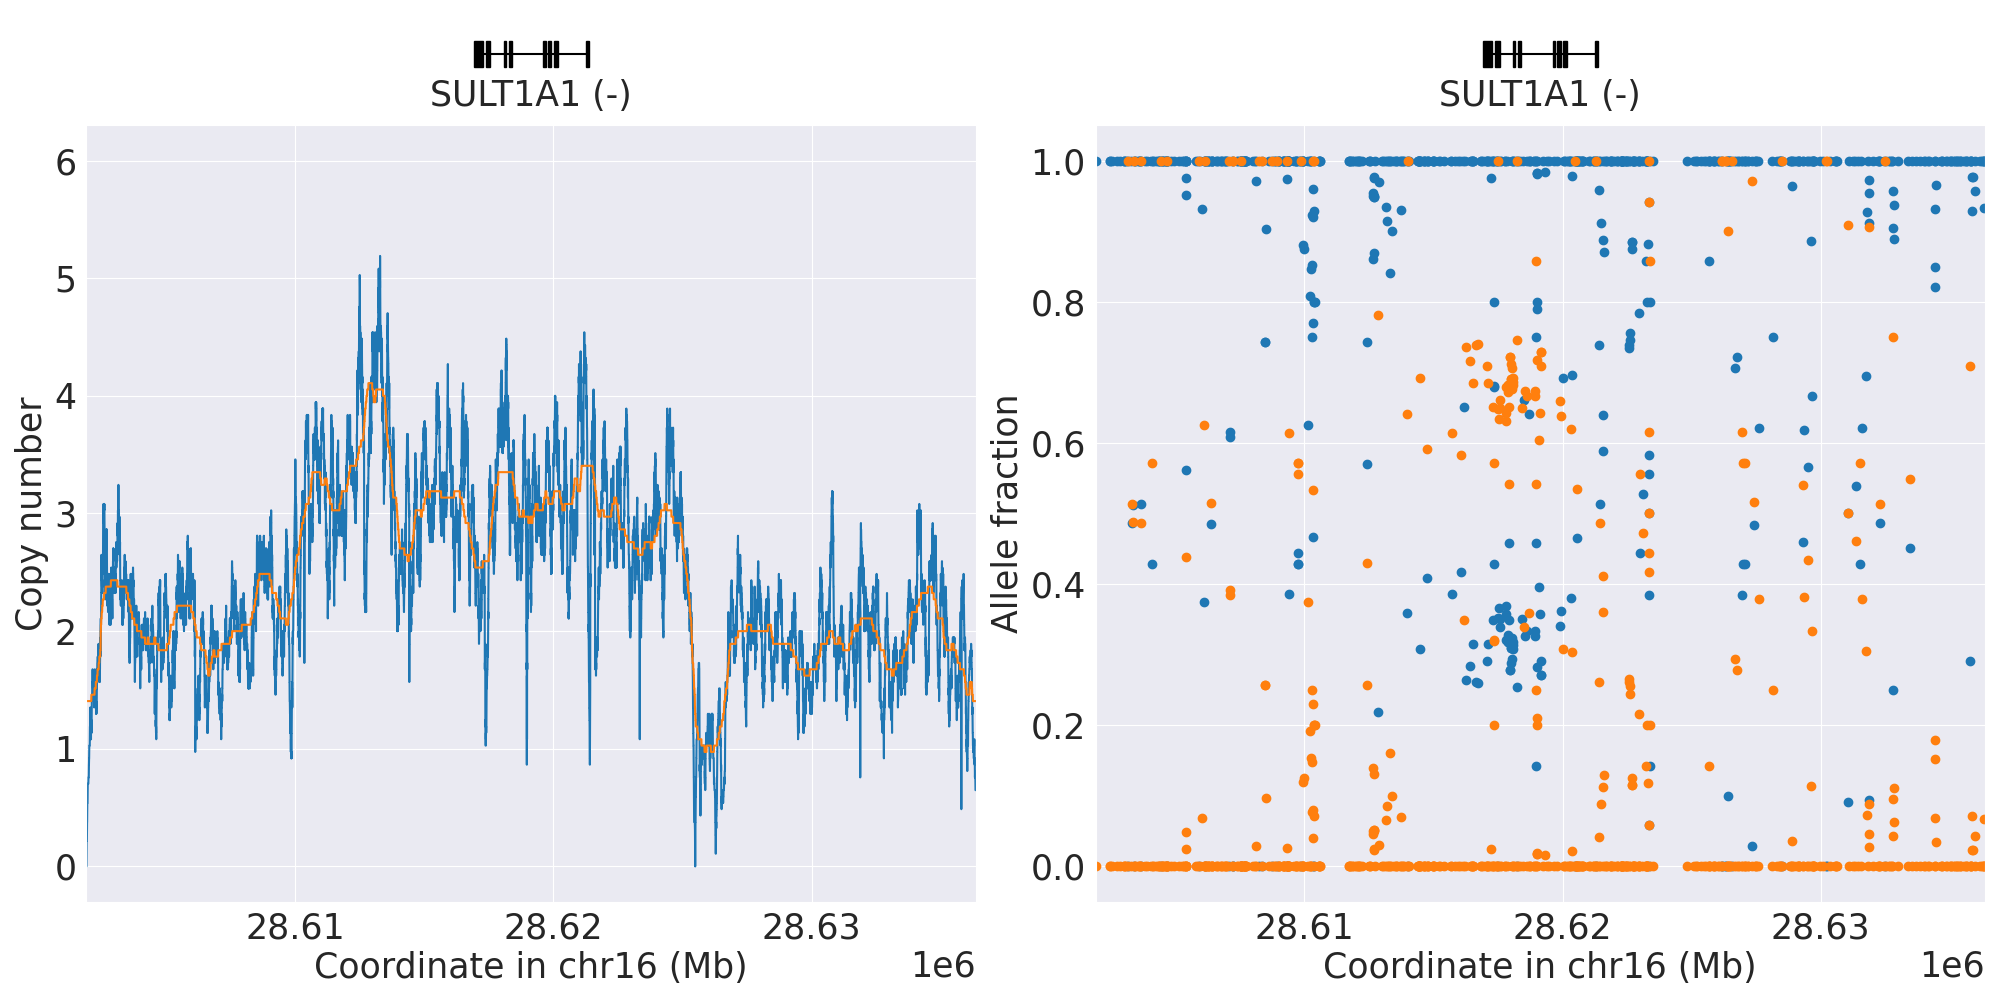 SULT1A1 (-)
6
5
4
3
2
1
0
Copy number
28.61
28.62
28.63
Coordinate in chr16 (Mb)
1e6
SULT1A1 (-)
1.0
0.8
0.6
0.4
0.2
0.0
Allele fraction
28.61
28.62
28.63
Coordinate in chr16 (Mb)
1e6